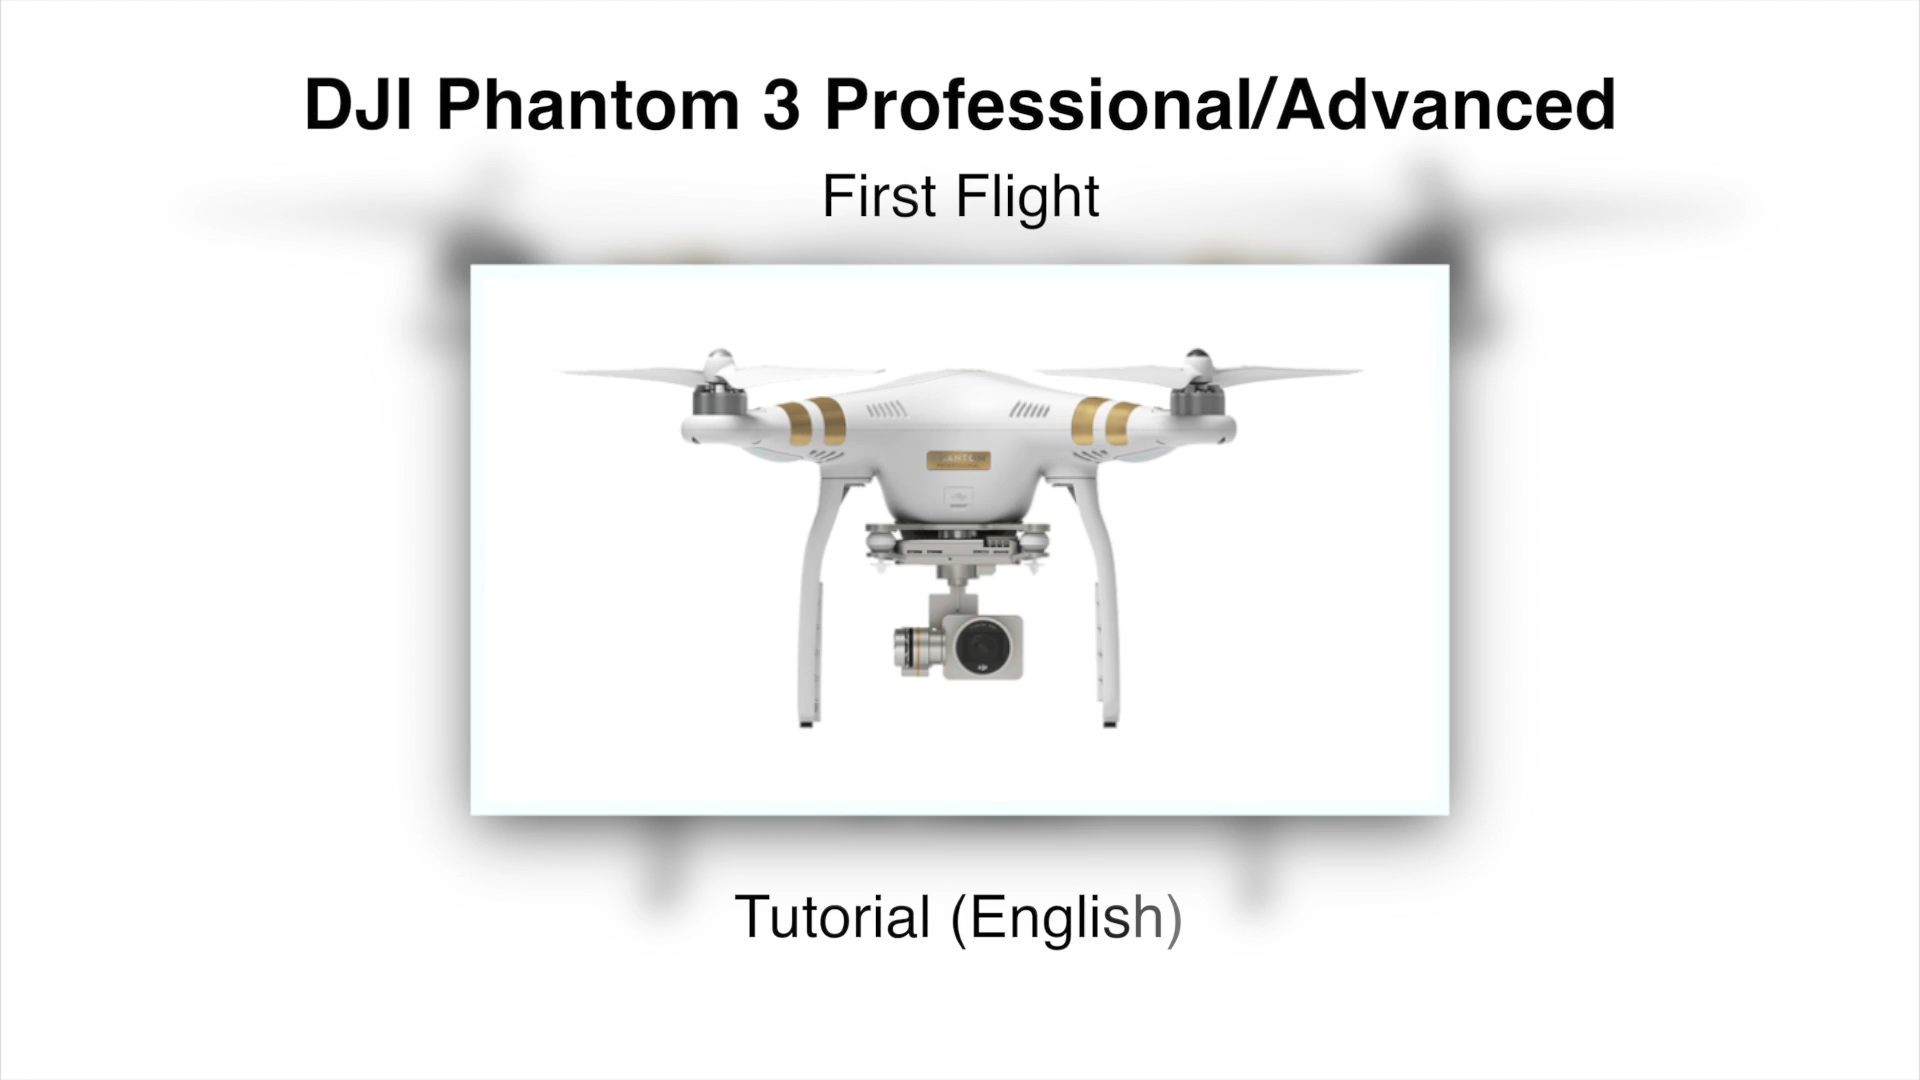 DJI Phantom 3 Professional/Advanced
First Flight
Tutorial (English)